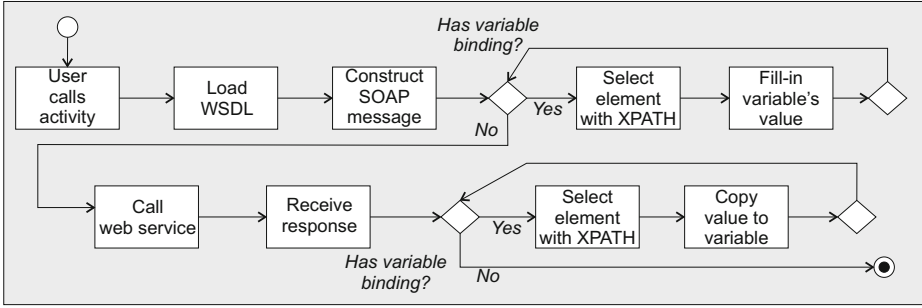 Has variable
binding?
User
calls
activity
Load
WSDL
Construct
SOAP
message
Yes
No
Select
element
with XPATH
Fill-in
variable's
value
Call
web service
Receive
response
Has variable
binding?
Yes
No
Select
element
with XPATH
Copy
value to
variable